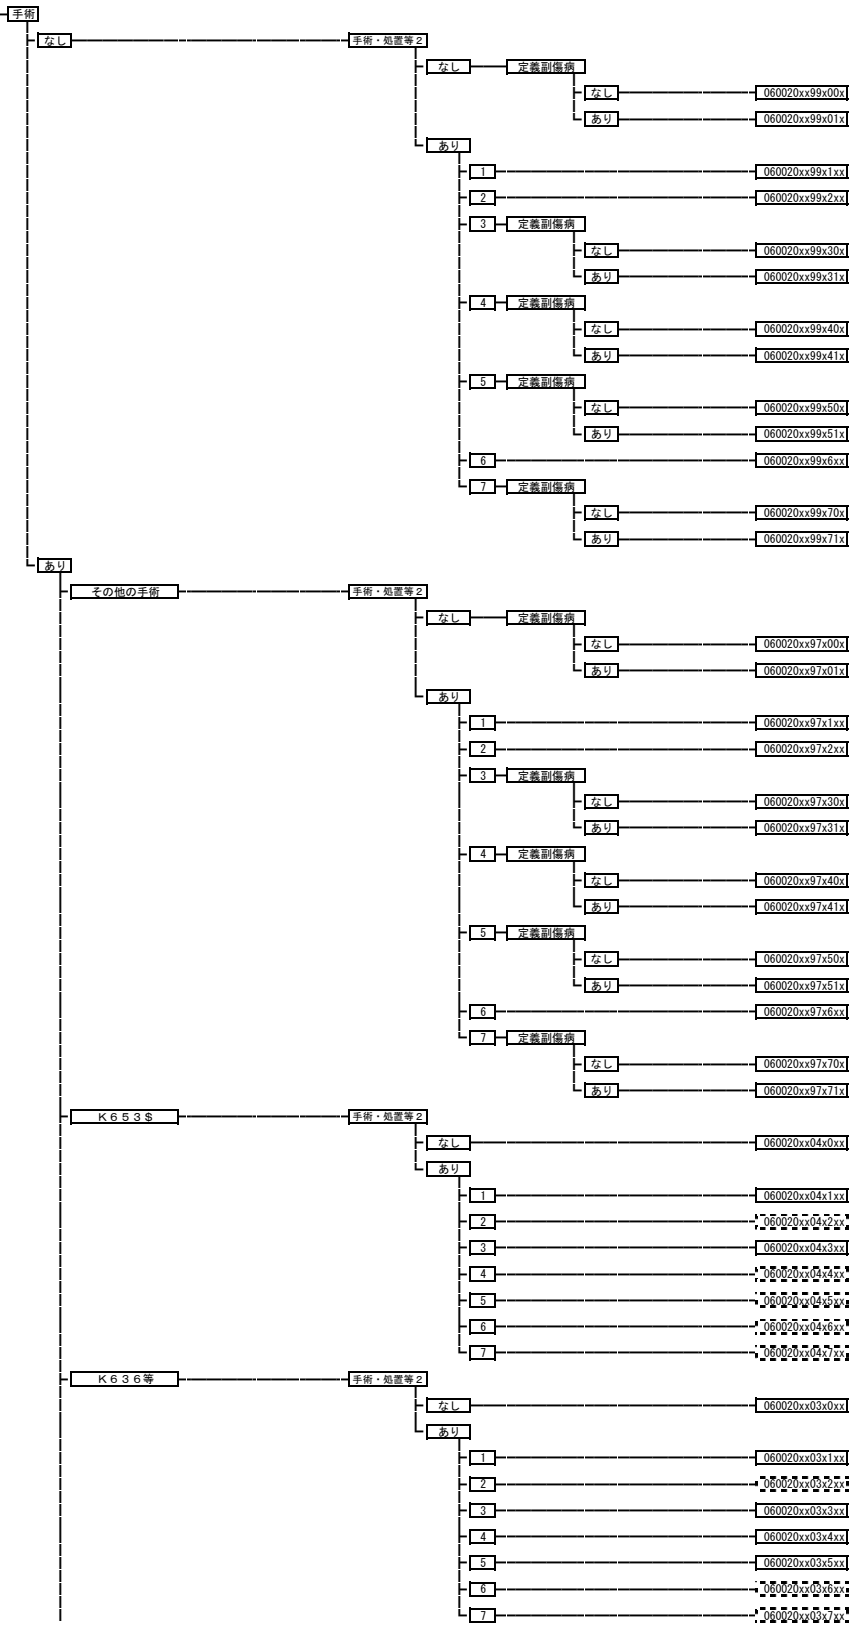 手術
なし 手術・処置等2
なし 定義副傷病
なし 060020xx99x00x
あり 060020xx99x01x
あり
1 060020xx99x1xx
2 060020xx99x2xx
3 定義副傷病
なし 060020xx99x30x
あり 060020xx99x31x
4 定義副傷病
なし 060020xx99x40x
あり 060020xx99x41x
5 定義副傷病
なし 060020xx99x50x
あり 060020xx99x51x
6 060020xx99x6xx
7 定義副傷病
なし 060020xx99x70x
あり 060020xx99x71x
あり
その他の手術 手術・処置等2
なし 定義副傷病
なし 060020xx97x00x
あり 060020xx97x01x
あり
1 060020xx97x1xx
2 060020xx97x2xx
3 定義副傷病
なし 060020xx97x30x
あり 060020xx97x31x
4 定義副傷病
なし 060020xx97x40x
あり 060020xx97x41x
5 定義副傷病
なし 060020xx97x50x
あり 060020xx97x51x
6 060020xx97x6xx
7 定義副傷病
なし 060020xx97x70x
あり 060020xx97x71x
K653$ 手術・処置等2
なし 060020xx04x0xx
あり
1 060020xx04x1xx
2 060020xx04x2xx
3 060020xx04x3xx
4 060020xx04x4xx
5 060020xx04x5xx
6 060020xx04x6xx
7 060020xx04x7xx
K636等 手術・処置等2
なし 060020xx03x0xx
あり
1 060020xx03x1xx
2 060020xx03x2xx
3 060020xx03x3xx
4 060020xx03x4xx
5 060020xx03x5xx
6 060020xx03x6xx
7 060020xx03x7xx